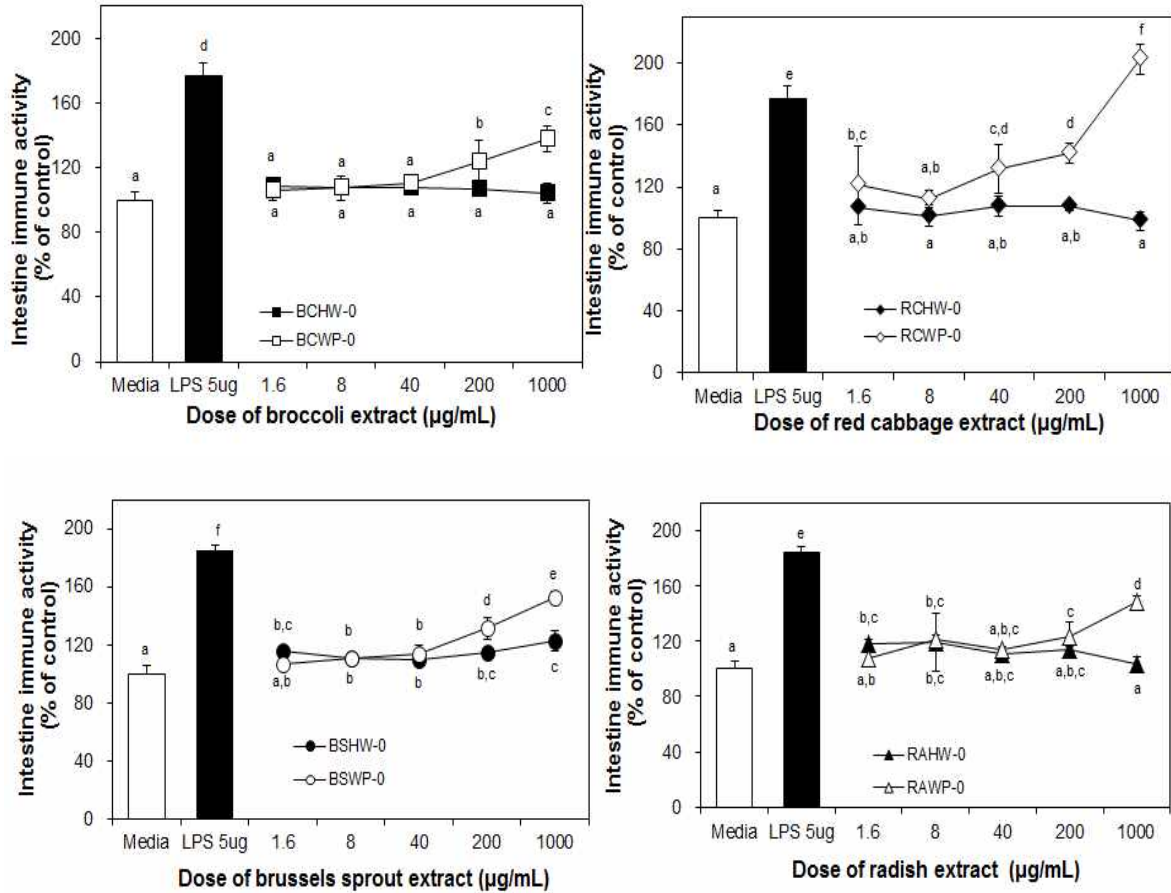 Intestine immune activity
(% of control)
200
160
120
80
40
0
a
d
a
a
a
b
c
a
a
a
a
a
BCHW-0
BCWP-0
Media
LPS 5ug
1.6
8
40
200
1000
Dose of broccoli extract (µg/mL)
Intestine immune activity
(% of control)
200
160
120
80
40
0
a
e
b,c
a,b
c,d
d
f
a,b
a
a,b
a,b
a
RCHW-0
RCWP-0
Media
LPS 5ug
1.6
8
40
200
1000
Dose of red cabbage extract (µg/mL)
Intestine immune activity
(% of control)
200
160
120
80
40
0
a
f
b,c
b
b
d
e
a,b
b
b
b,c
c
BSHW-0
BSWP-0
Media
LPS 5ug
1.6
8
40
200
1000
Dose of brussels sprout extract (µg/mL)
Intestine immune activity
(% of control)
200
160
120
80
40
0
a
e
b,c
b,c
a,b,c
c
d
a,b
b,c
a,b,c
a,b,c
a
RAHW-0
RAWP-0
Media
LPS 5ug
1.6
8
40
200
1000
Dose of radish extract (µg/mL)